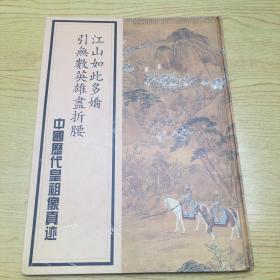 江山如此多嬌
引無數英雄盡折腰
中國歷代皇祖像真迹